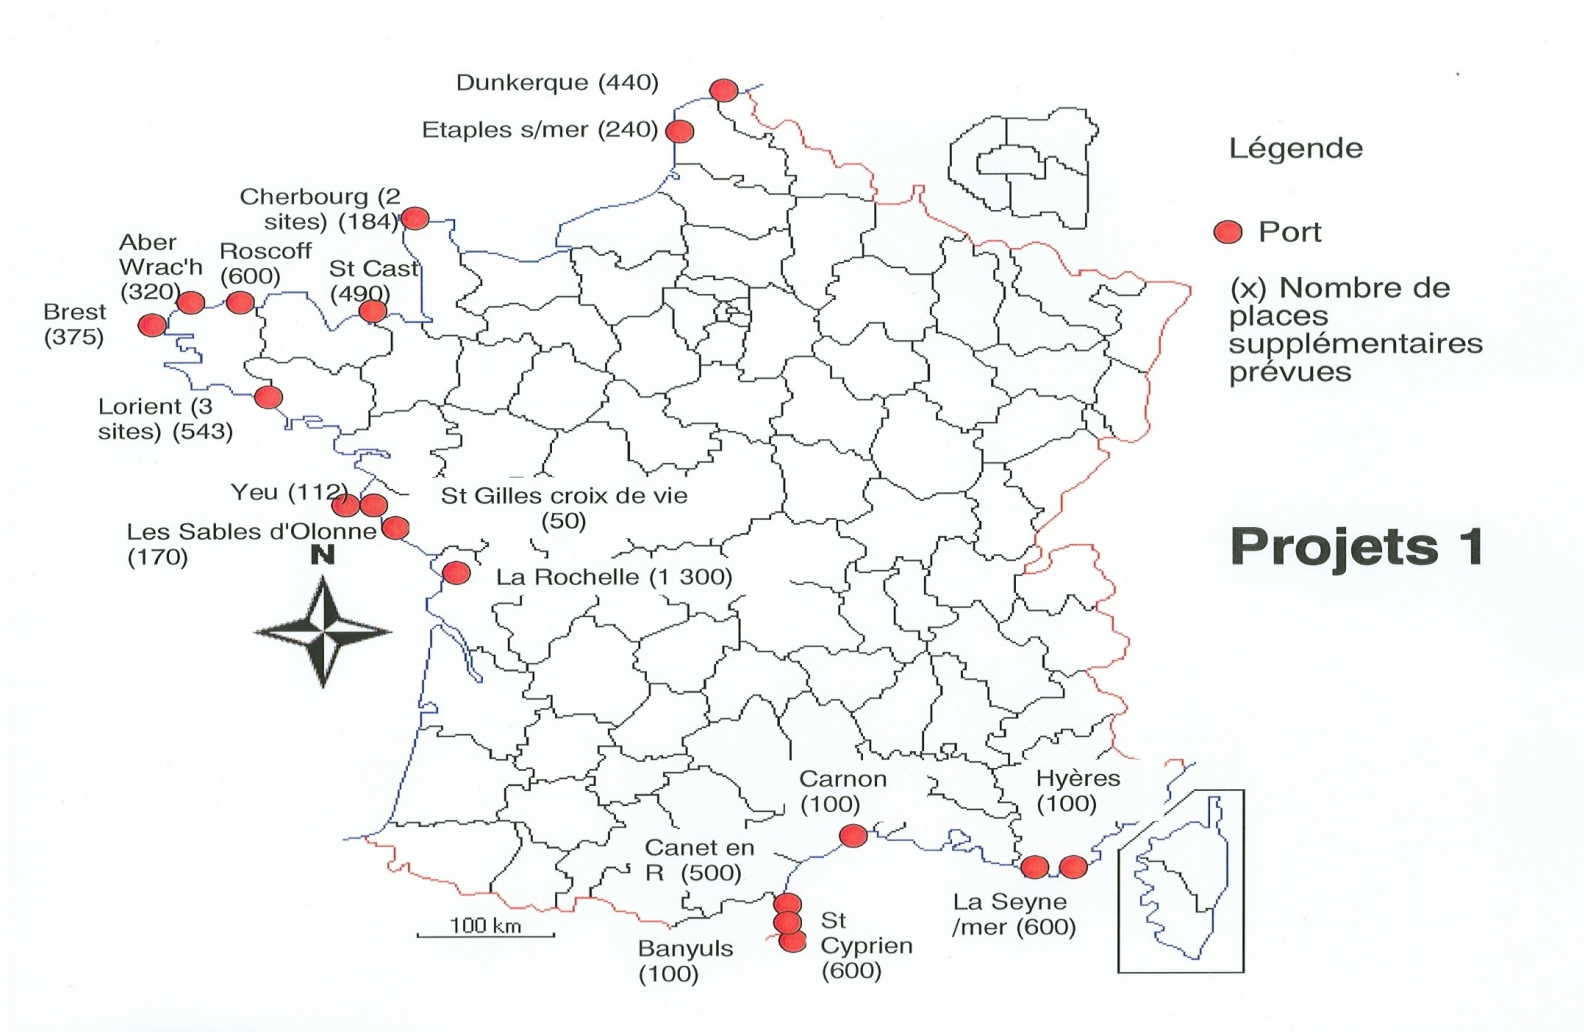 Dunkerque (440)
Etaples s/mer (240)
Cherbourg (2
sites) (184)
Aber
Wrac'h
(320)
Roscoff
(600)
St Cast
(490)
Brest
(375)
Lorient (3
sites) (543)
Yeu (112)
St Gilles croix de vie
(50)
Les Sables d'Olonne
(170)
N
La Rochelle (1 300)
Carnon
(100)
Hyères
(100)
Canet en
R (500)
La Seyne
/mer (600)
St
Cyprien
(600)
Banyuls
(100)
100 km
Légende
Port
(x) Nombre de
places
supplémentaires
prévues
Projets 1